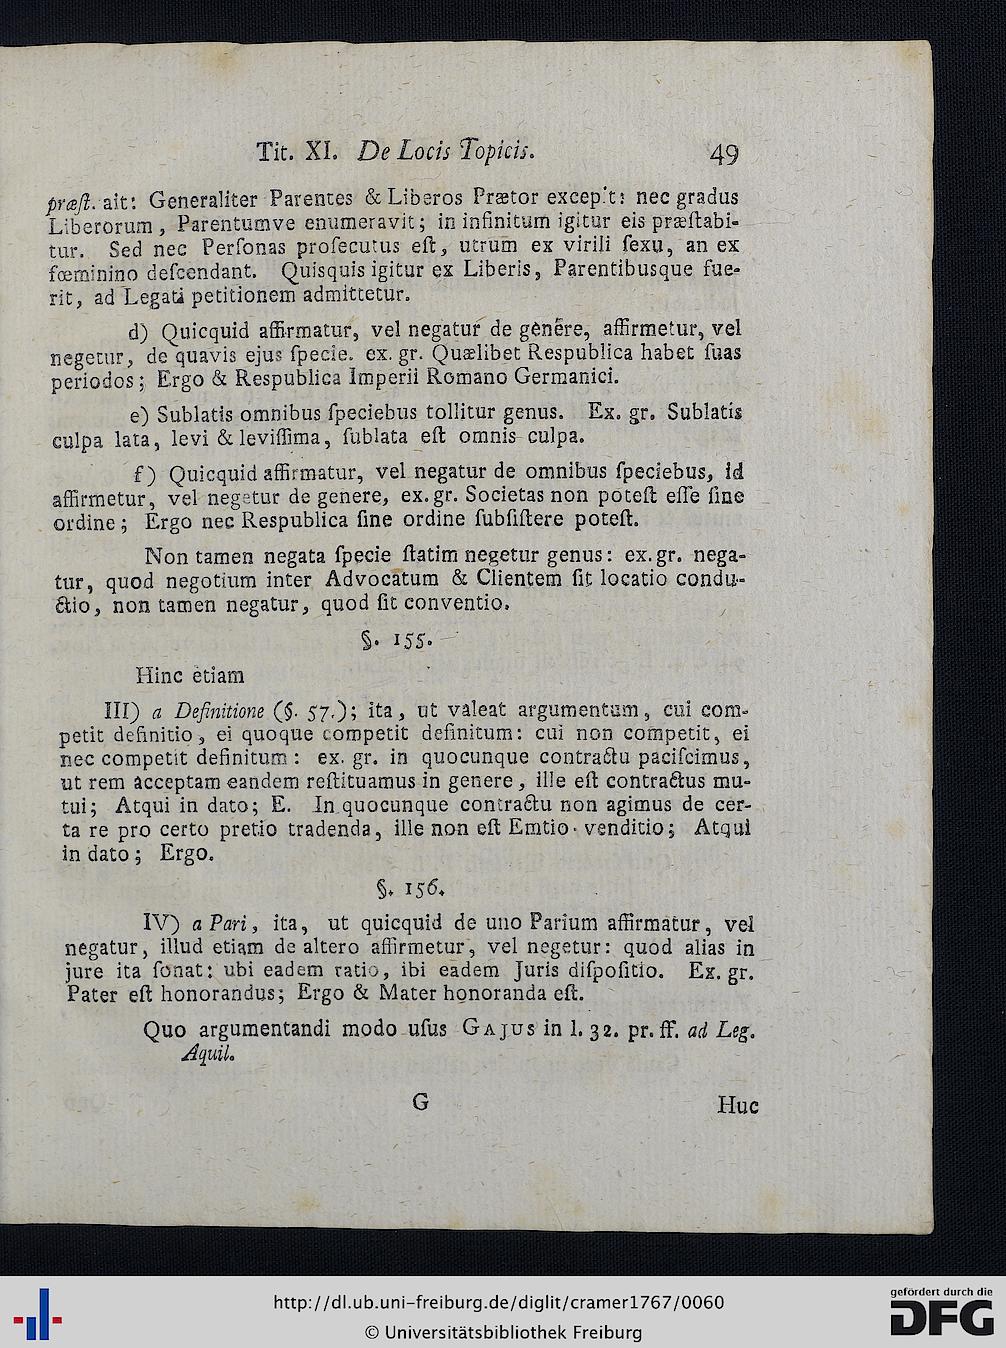 Tit. XI. De Locis Topicis. 49
præſt. ait: Generaliter Parentes & Liberos Prætor excepit: nec gradus
Liberorum, Parentumve enumeravit; in infinitum igitur eis præſtabi-
tur. Sed nec Perſonas proſecutus eſt, utrum ex virili ſexu, an ex
fœminino deſcendant. Quisquis igitur ex Liberis, Parentibusque fue-
rit, ad Legati petitionem admittetur.
d) Quicquid affirmatur, vel negatur de genere, affirmetur, vel
negetur, de quavis ejus ſpecie. ex. gr. Quælibet Respublica habet ſuas
periodos; Ergo & Respublica Imperii Romano Germanici.
e) Sublatis omnibus ſpeciebus tollitur genus. Ex. gr. Sublatis
culpa lata, levi & leviſſima, ſublata eſt omnis culpa.
f) Quicquid affirmatur, vel negatur de omnibus ſpeciebus, id
affirmetur, vel negetur de genere, ex. gr. Societas non poteſt eſſe ſine
ordine; Ergo nec Respublica ſine ordine ſubſiſtere poteſt.
Non tamen negata ſpecie ſtatim negetur genus: ex. gr. nega-
tur, quod negotium inter Advocatum & Clientem ſit locatio condu-
ctio, non tamen negatur, quod ſit conventio.
§. 155.
Hinc etiam
III) a Definitione (§. 57.); ita, ut valeat argumentum, cui com-
petit definitio, ei quoque competit definitum: cui non competit, ei
nec competit definitum: ex. gr. in quocunque contractu paciſcimus,
ut rem acceptam eandem reſtituamus in genere, ille eſt contractus mu-
tui; Atqui in dato; E. In quocunque contractu non agimus de cer-
ta re pro certo pretio tradenda, ille non eſt Emtio-venditio; Atqui
in dato; Ergo.
§. 156.
IV) a Pari, ita, ut quicquid de uno Parium affirmatur, vel
negatur, illud etiam de altero affirmetur, vel negetur: quod alias in
jure ita ſonat: ubi eadem ratio, ibi eadem Juris diſpoſitio. Ex. gr.
Pater eſt honorandus; Ergo & Mater honoranda eſt.
Quo argumentandi modo uſus GAJUS in l. 32. pr. ff. ad Leg.
Aquil.
G Huc
http://dl.ub.uni-freiburg.de/diglit/cramer1767/0060
© Universitätsbibliothek Freiburg
gefördert durch die
DFG